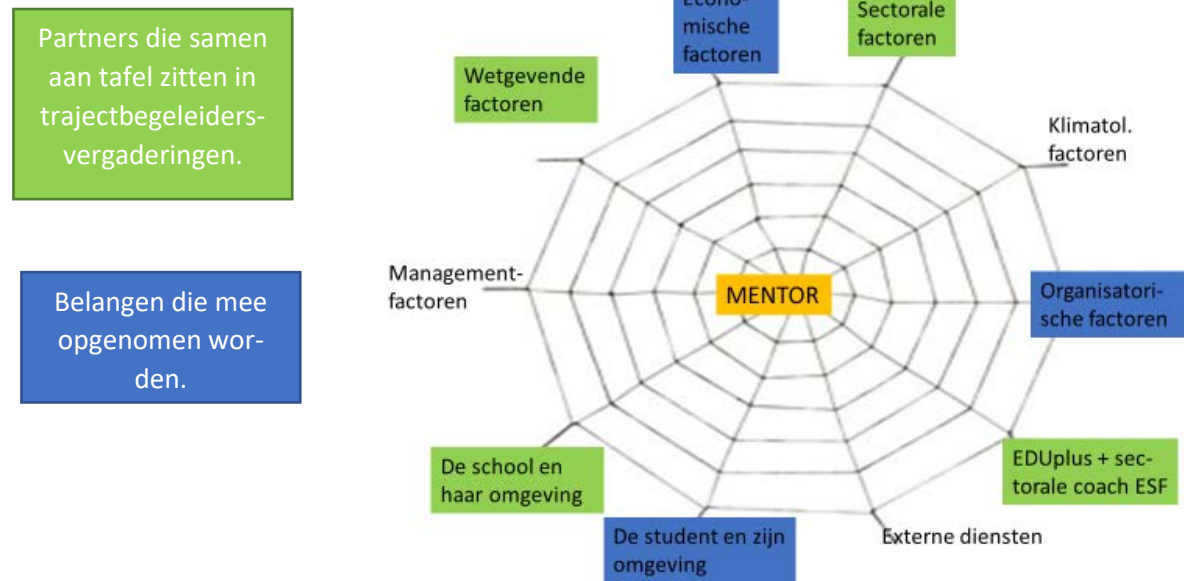 Partners die samen
aan tafel zitten in
trajectbegeleiders-
vergaderingen.
Belangen die mee
opgenomen wor-
den.
Econo-
mische
factoren
Sectorale
factoren
Wetgevende
factoren
Klimatol.
factoren
Management-
factoren
MENTOR
Organisatori-
sche factoren
De school en
haar omgeving
EDUplus + sec-
torale coach ESF
De student en zijn
omgeving
Externe diensten